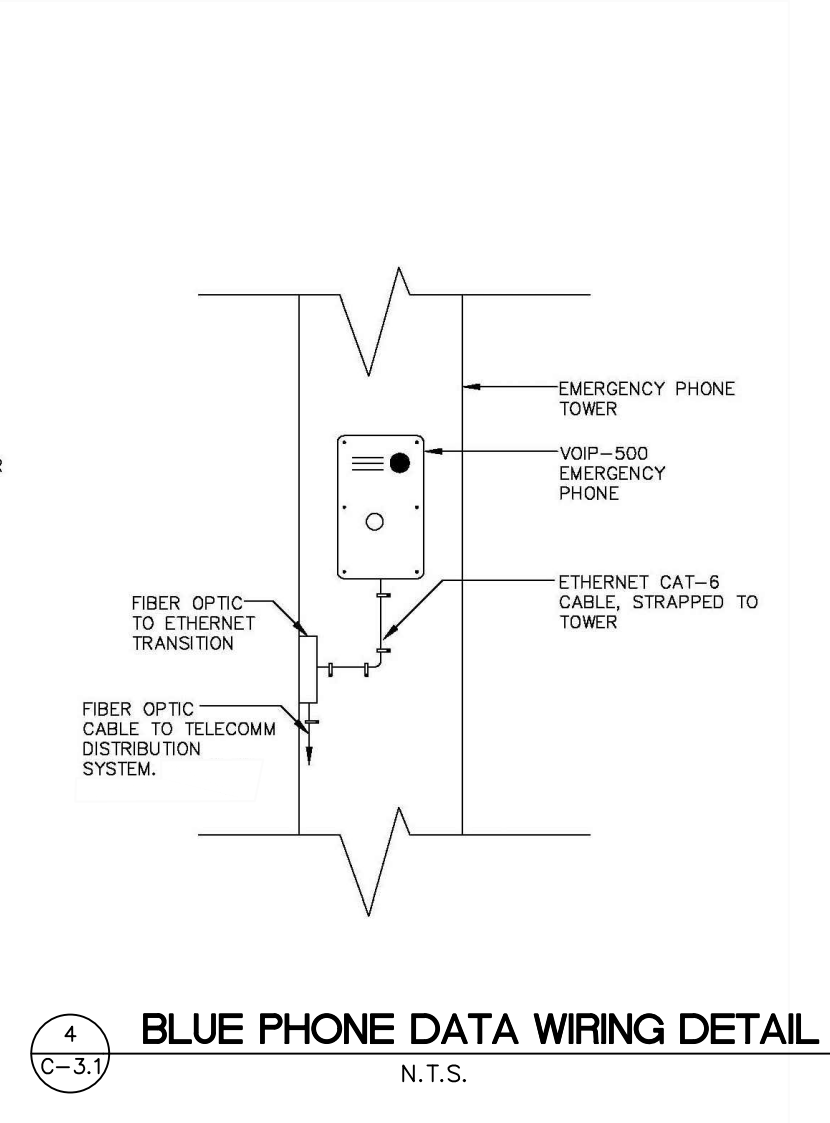 EMERGENCY PHONE
TOWER
VOIP-500
EMERGENCY
PHONE
ETHERNET CAT-6
CABLE, STRAPPED TO
TOWER
FIBER OPTIC
TO ETHERNET
TRANSITION
FIBER OPTIC
CABLE TO TELECOMM
DISTRIBUTION
SYSTEM.
4
C-3.1
BLUE PHONE DATA WIRING DETAIL
N.T.S.